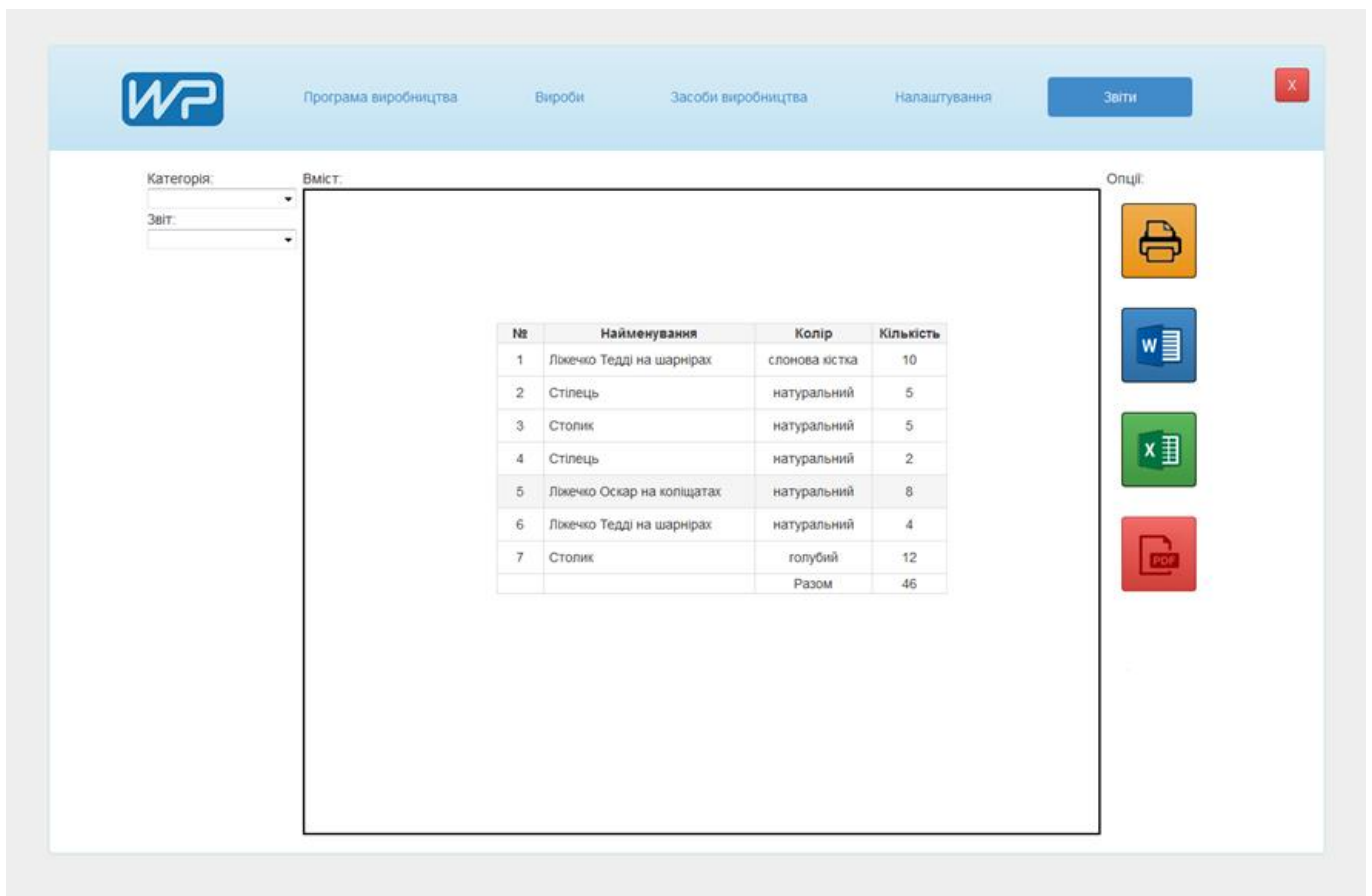 WP
Програма виробництва Вироби Засоби виробництва Налаштування Звіти X
Категорія: Вміст: Опції:
Звіт:
№ Найменування Колір Кількість
1 Ліжечко Тедді на шарнірах слонова кістка 10
2 Стілець натуральний 5
3 Столик натуральний 5
4 Стілець натуральний 2
5 Ліжечко Оскар на коліщатах натуральний 8
6 Ліжечко Тедді на шарнірах натуральний 4
7 Столик голубий 12
Разом 46
W
X
PDF